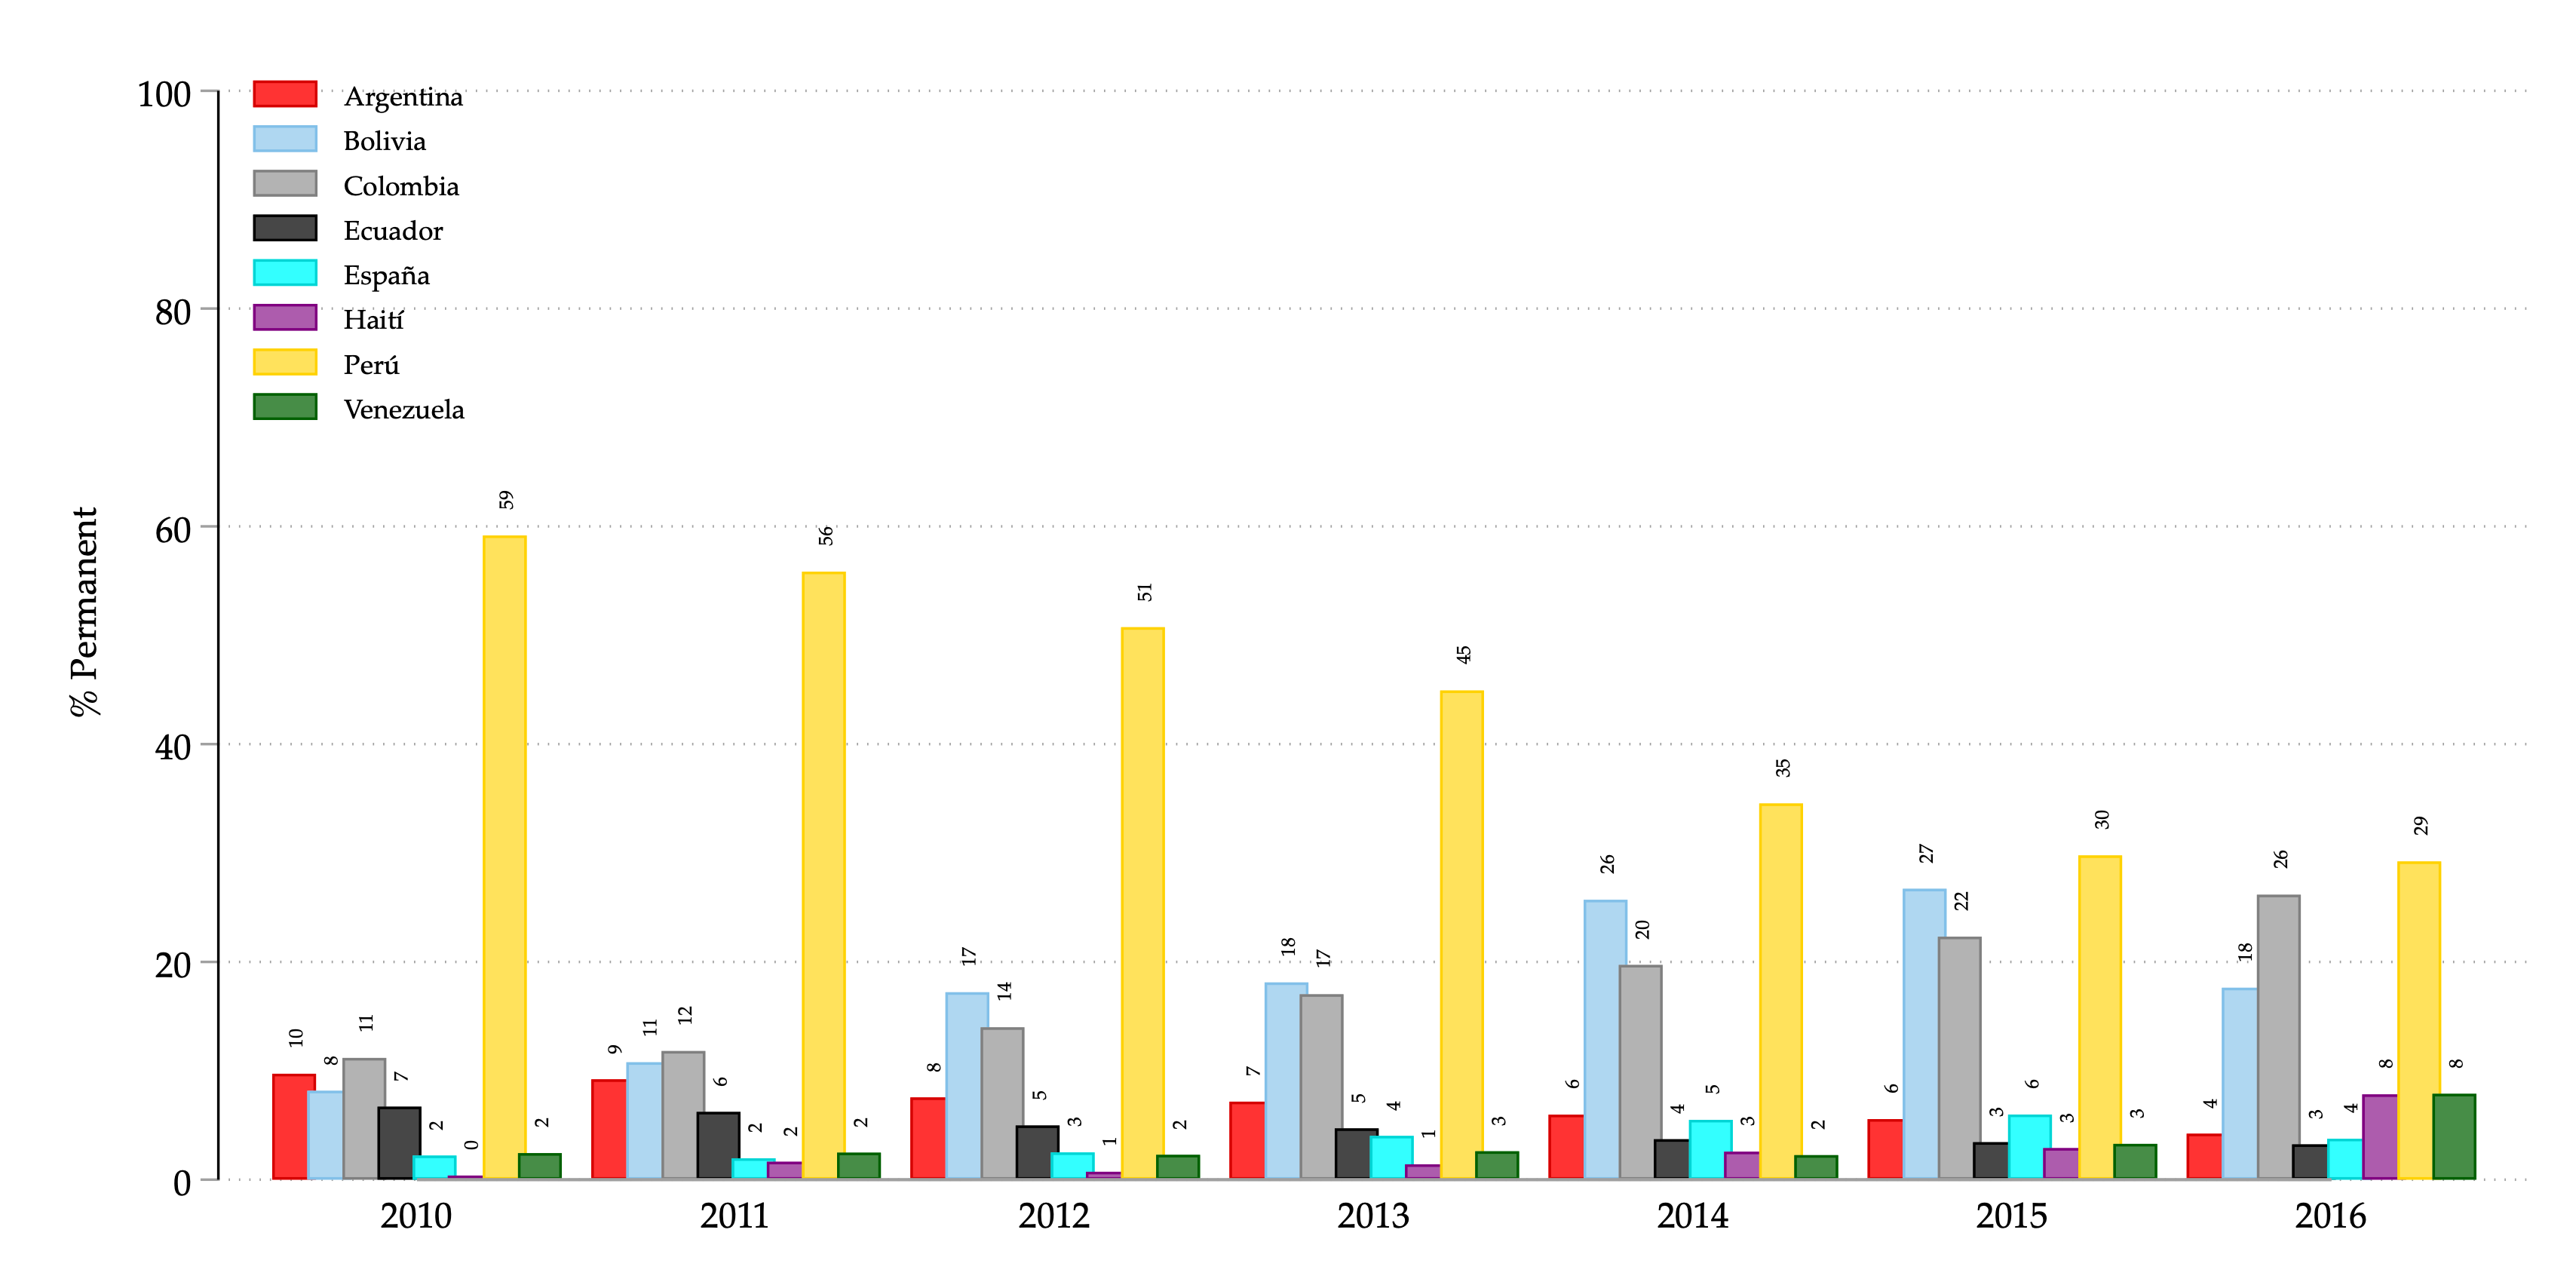 % Permanent
100
80
60
40
20
0
Argentina
Bolivia
Colombia
Ecuador
España
Haití
Perú
Venezuela
10 8 11 7 2 0 59 2
9 11 12 6 2 2 56 2
8 17 14 5 3 1 51 2
7 18 17 5 4 1 45 3
6 26 20 4 5 3 35 2
6 27 22 3 6 3 30 3
4 18 26 3 4 8 29 8
2010 2011 2012 2013 2014 2015 2016